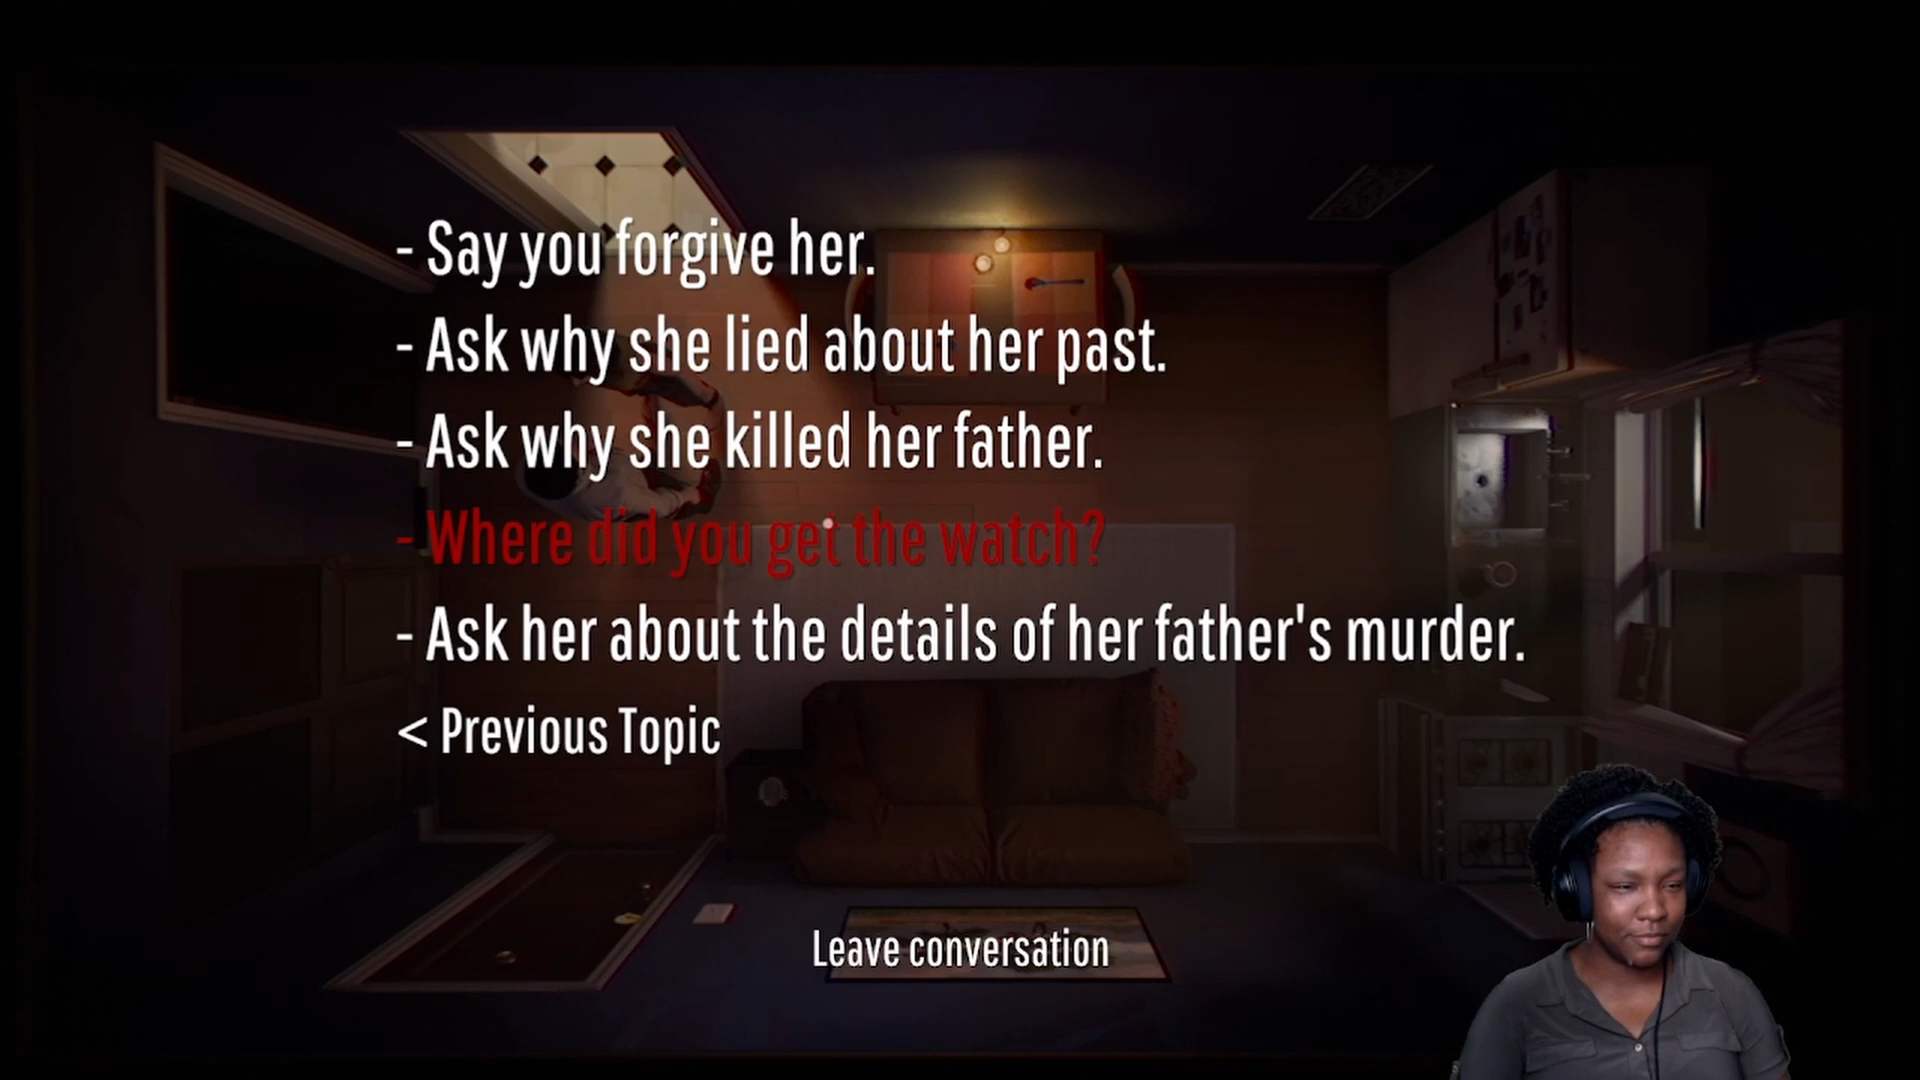 - Say you forgive her.
- Ask why she lied about her past.
- Ask why she killed her father.
- Where did you get the watch?
- Ask her about the details of her father's murder.
< Previous Topic
Leave conversation